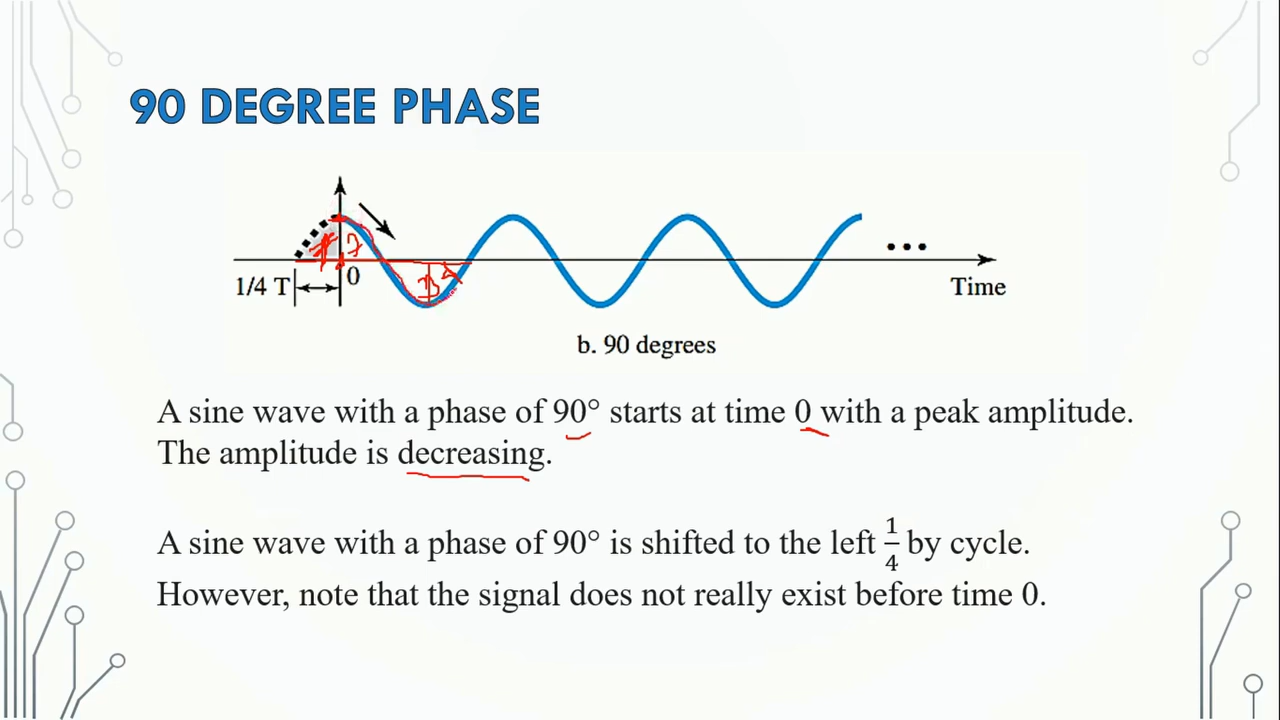 90 DEGREE PHASE
1/4 T
0
Time
b. 90 degrees
A sine wave with a phase of 90° starts at time 0 with a peak amplitude.
The amplitude is decreasing.
A sine wave with a phase of 90° is shifted to the left 1/4 by cycle.
However, note that the signal does not really exist before time 0.